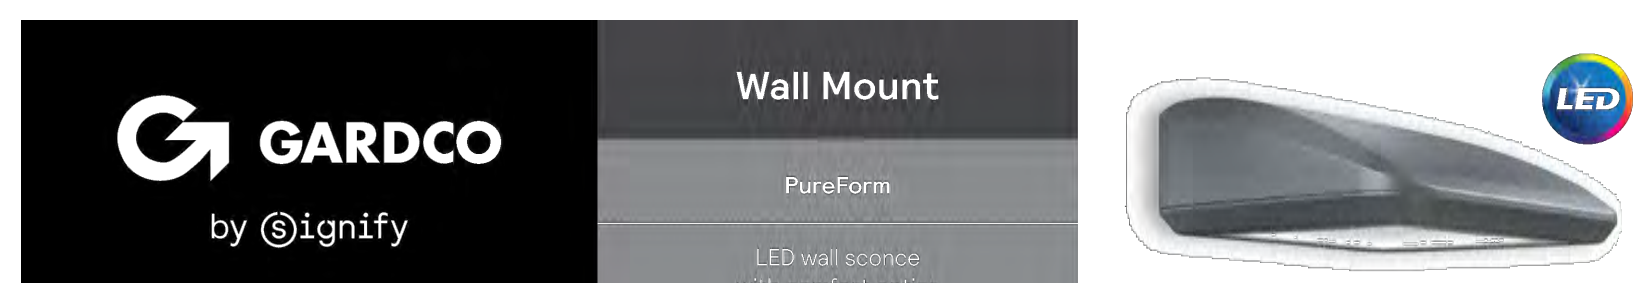 GARDCO
by signify
Wall Mount
PureForm
LED wall sconce
LED